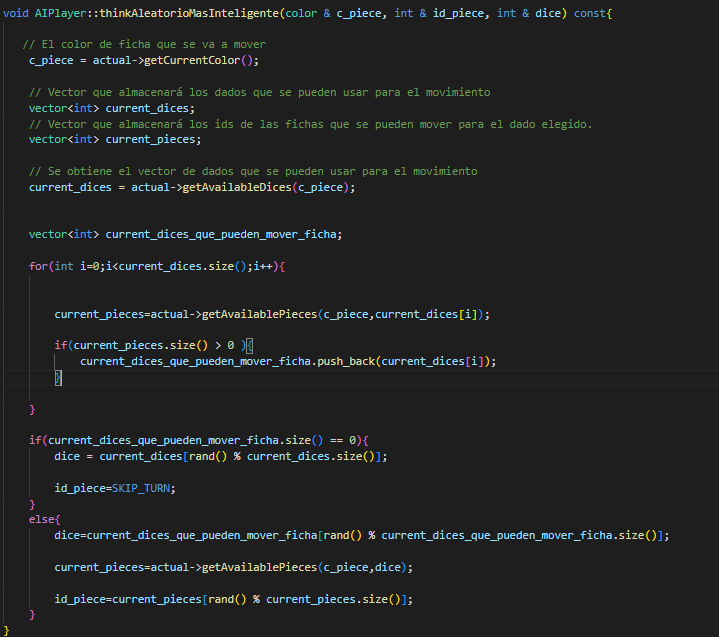 void AIPlayer::thinkAleatorioMasInteligente(color & c_piece, int & id_piece, int & dice) const{
// El color de ficha que se va a mover
c_piece = actual->getCurrentColor();
// Vector que almacenará los dados que se pueden usar para el movimiento
vector<int> current_dices;
// Vector que almacenará los ids de las fichas que se pueden mover para el dado elegido.
vector<int> current_pieces;
// Se obtiene el vector de dados que se pueden usar para el movimiento
current_dices = actual->getAvailableDices(c_piece);
vector<int> current_dices_que_pueden_mover_ficha;
for(int i=0;i<current_dices.size();i++){
current_pieces=actual->getAvailablePieces(c_piece,current_dices[i]);
if(current_pieces.size() > 0 ){
current_dices_que_pueden_mover_ficha.push_back(current_dices[i]);
}
}
if(current_dices_que_pueden_mover_ficha.size() == 0){
dice = current_dices[rand() % current_dices.size()];
id_piece=SKIP_TURN;
}
else{
dice=current_dices_que_pueden_mover_ficha[rand() % current_dices_que_pueden_mover_ficha.size()];
current_pieces=actual->getAvailablePieces(c_piece,dice);
id_piece=current_pieces[rand() % current_pieces.size()];
}
}